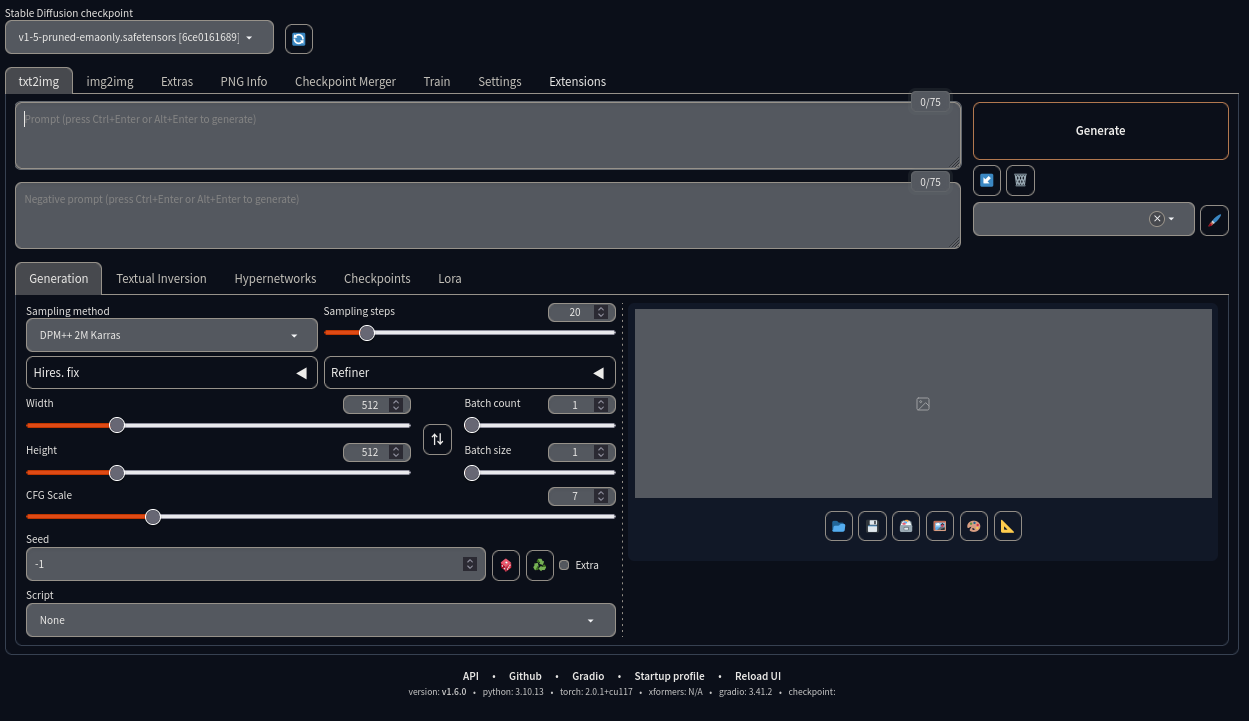 Stable Diffusion checkpoint
v1-5-pruned-emaonly.safetensors [6ce0161689]
txt2img img2img Extras PNG Info Checkpoint Merger Train Settings Extensions
0/75
Prompt (press Ctrl+Enter or Alt+Enter to generate)
Generate
0/75
Negative prompt (press Ctrl+Enter or Alt+Enter to generate)
Generation Textual Inversion Hypernetworks Checkpoints Lora
Sampling method
DPM++ 2M Karras
Sampling steps
20
Hires. fix
Refiner
Width
512
Batch count
1
Height
512
Batch size
1
CFG Scale
7
Seed
-1
Extra
Script
None
API • Github • Gradio • Startup profile • Reload UI
version: v1.6.0 • python: 3.10.13 • torch: 2.0.1+cu117 • xformers: N/A • gradio: 3.41.2 • checkpoint: